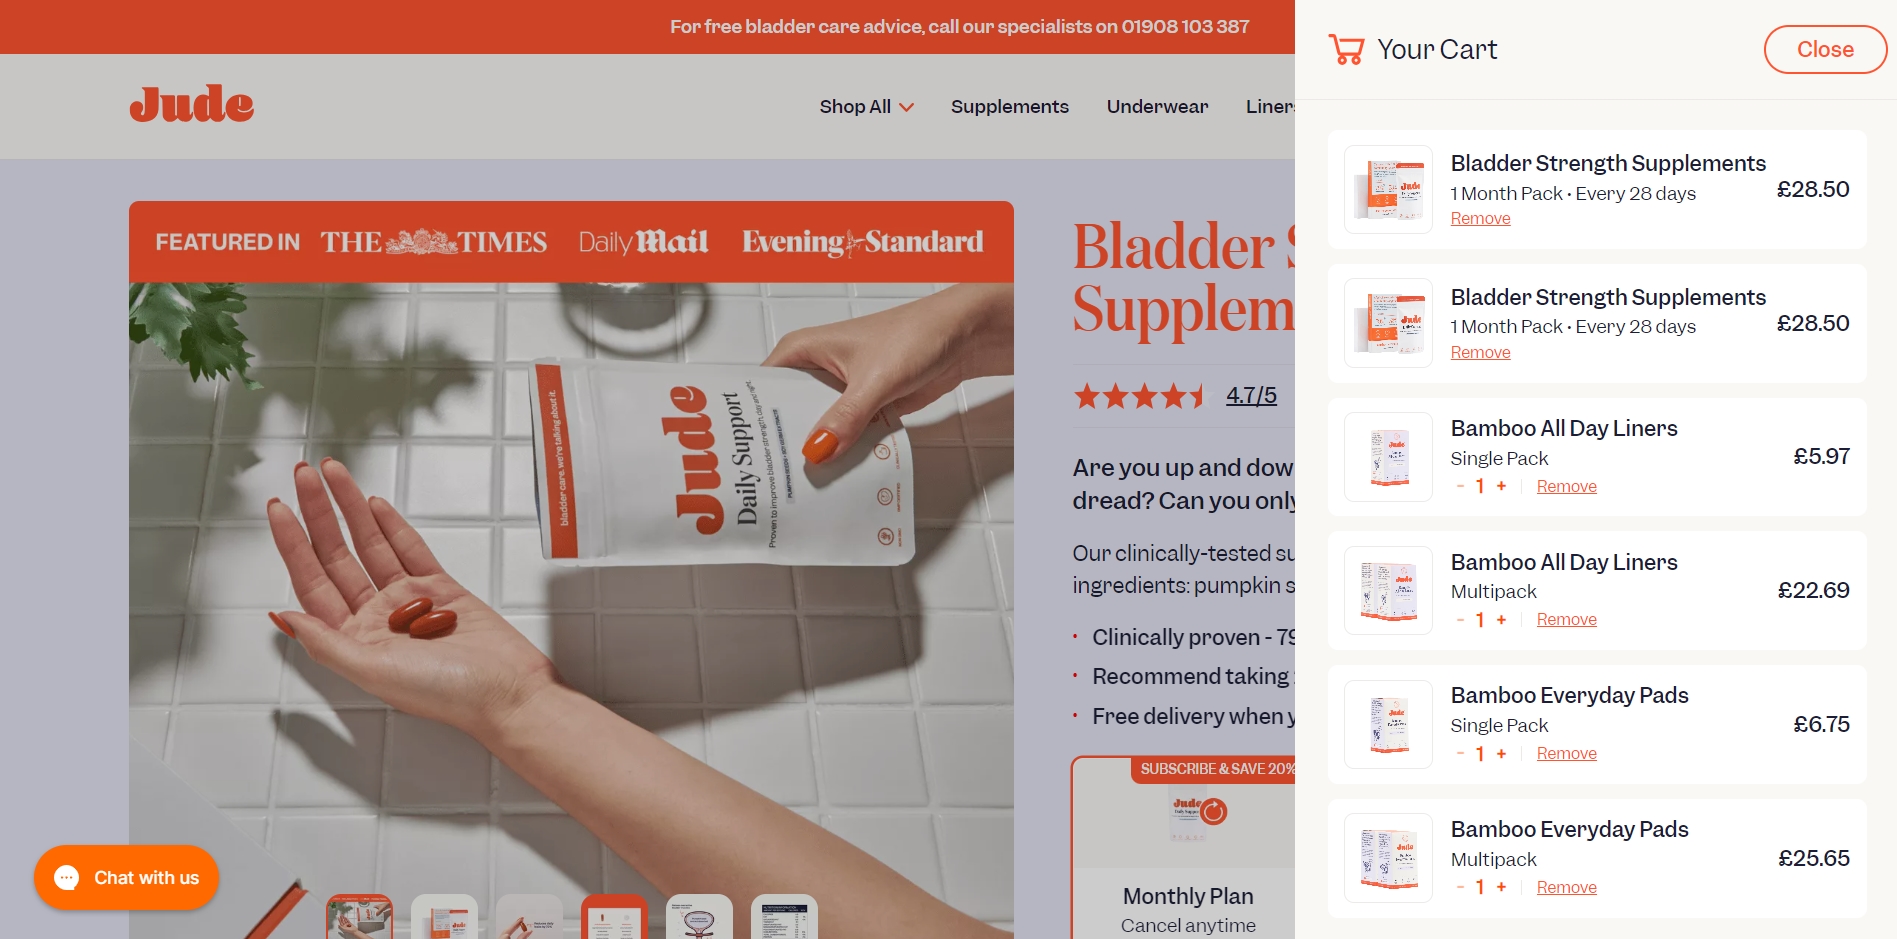 For free bladder care advice, call our specialists on 01908 103 387
Jude
Shop All
Supplements
Underwear
Liners
FEATURED IN THE TIMES Daily Mail Evening Standard
bladder care. we're talking about it.
Jude
Daily Support
Proven to improve bladder strength, day and night.
Bladder S
Supplem
4.7/5
Are you up and dow
dread? Can you only
Our clinically-tested su
ingredients: pumpkin s
• Clinically proven - 79
• Recommend taking
• Free delivery when y
SUBSCRIBE & SAVE 20%
Jude
Monthly Plan
Cancel anytime
Chat with us
Your Cart
Close
Bladder Strength Supplements
1 Month Pack • Every 28 days
£28.50
Remove
Bladder Strength Supplements
1 Month Pack • Every 28 days
£28.50
Remove
Bamboo All Day Liners
Single Pack
£5.97
- 1 + Remove
Bamboo All Day Liners
Multipack
£22.69
- 1 + Remove
Bamboo Everyday Pads
Single Pack
£6.75
- 1 + Remove
Bamboo Everyday Pads
Multipack
£25.65
- 1 + Remove